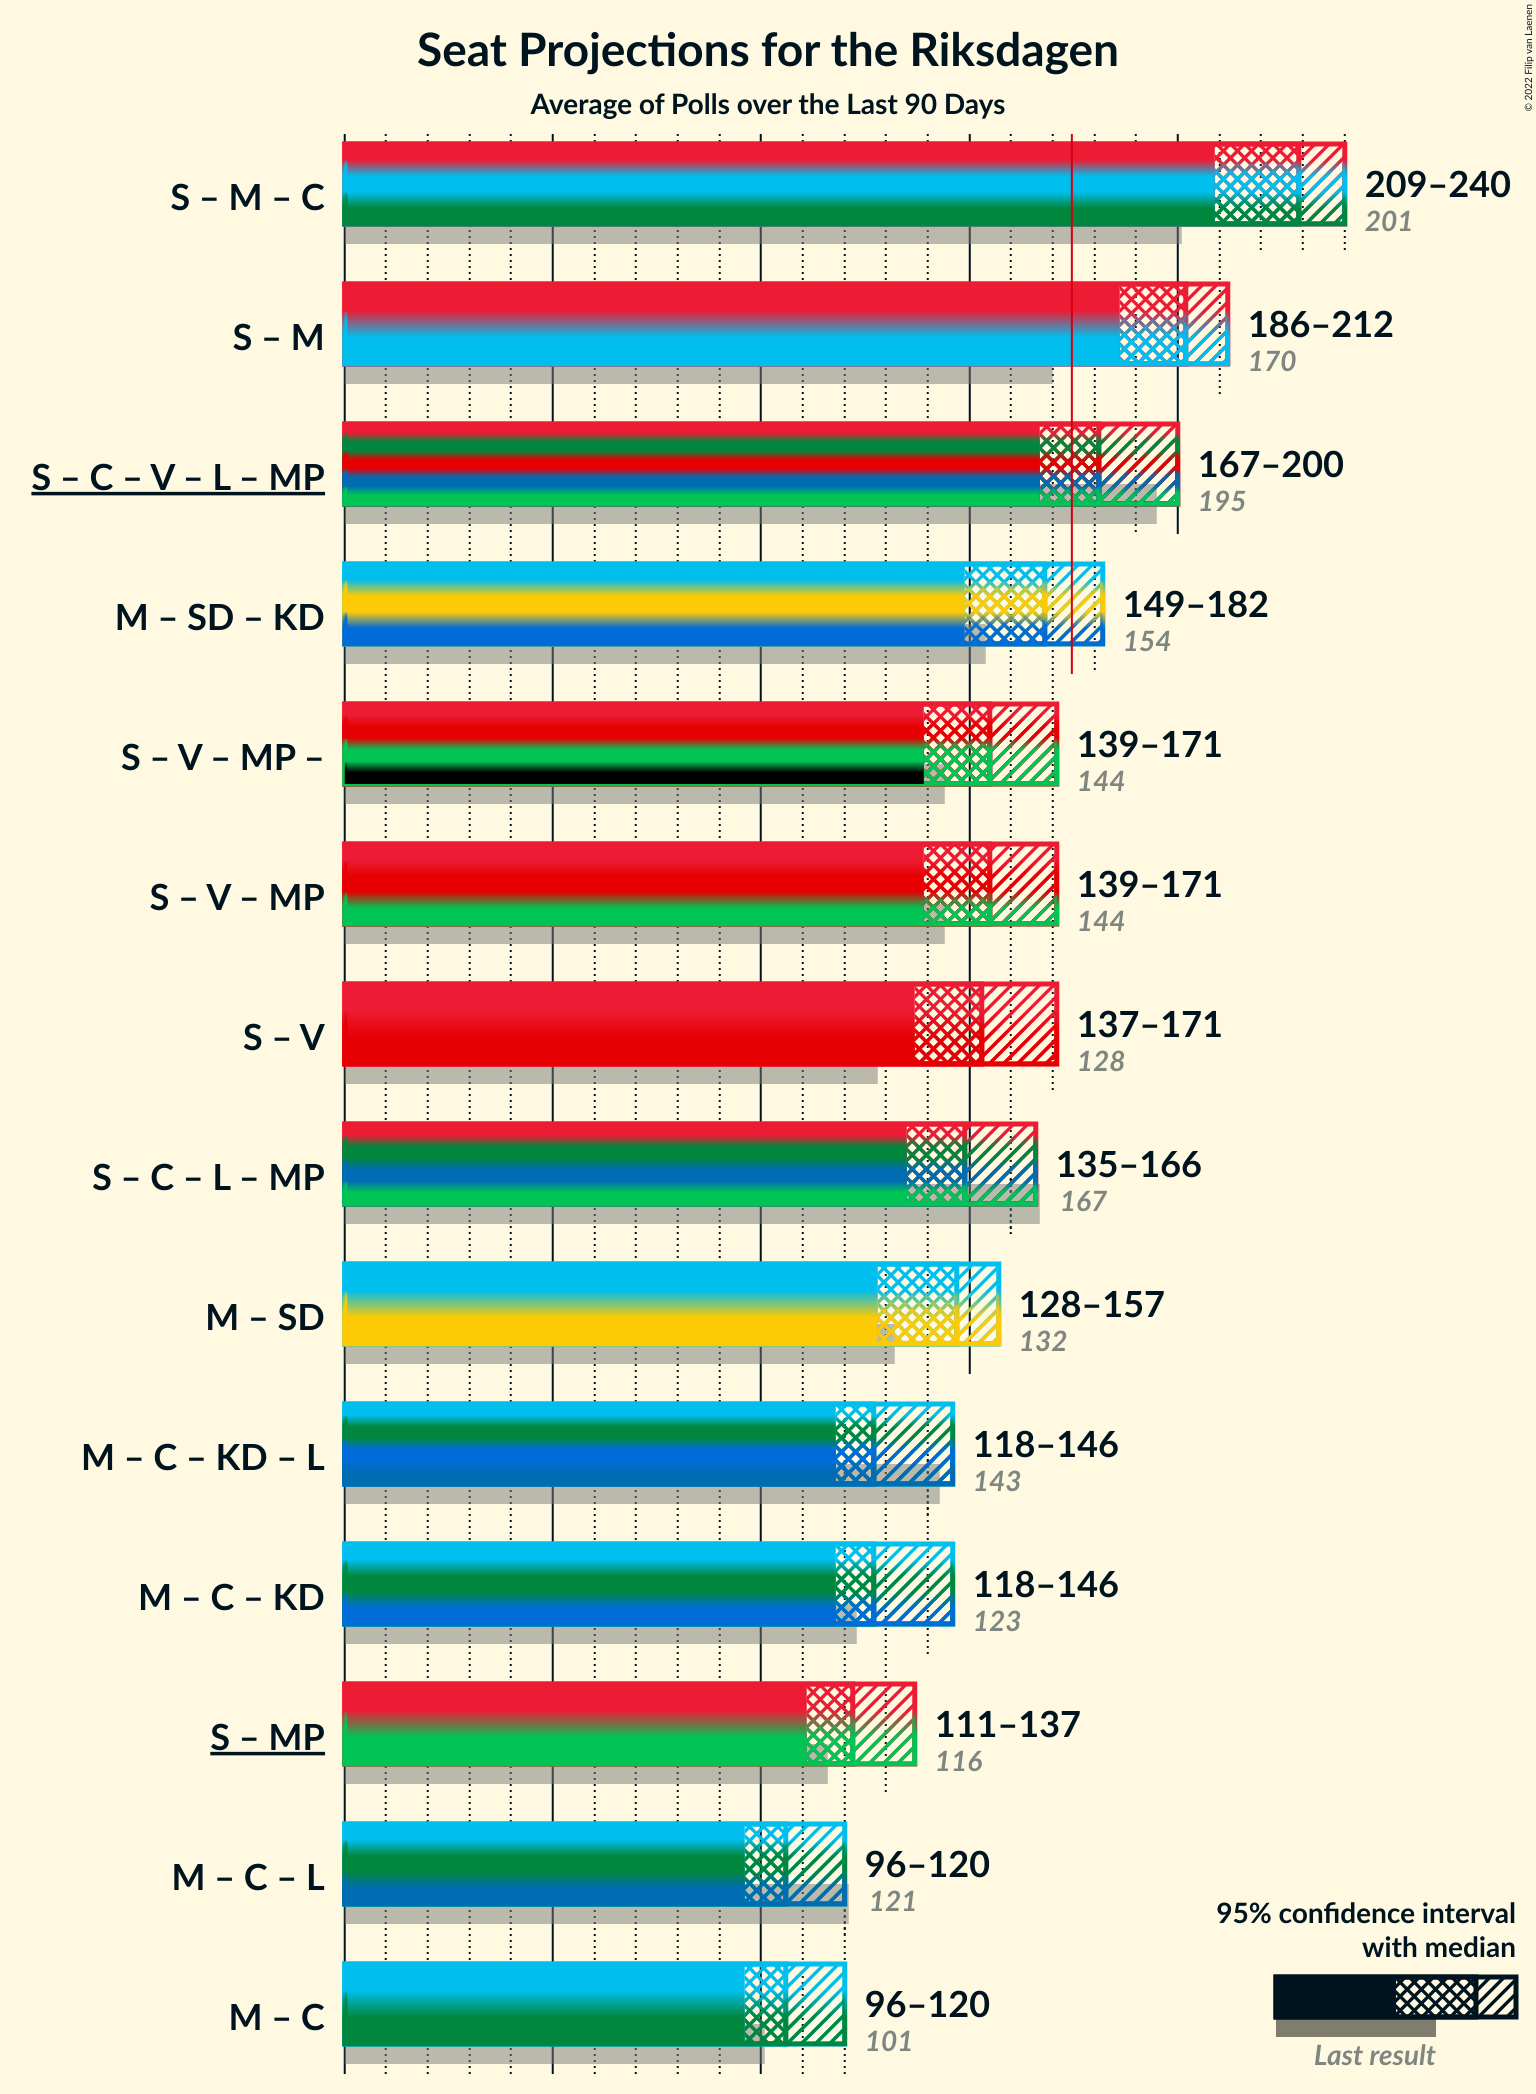 Seat Projections for the Riksdagen
Average of Polls over the Last 90 Days
© 2022 Filip van Laenen
S – M – C
209–240
201
S – M
186–212
170
S – C – V – L – MP
167–200
195
M – SD – KD
149–182
154
S – V – MP –
139–171
144
S – V – MP
139–171
144
S – V
137–171
128
S – C – L – MP
135–166
167
M – SD
128–157
132
M – C – KD – L
118–146
143
M – C – KD
118–146
123
S – MP
111–137
116
M – C – L
96–120
121
M – C
96–120
101
95% confidence interval
with median
Last result